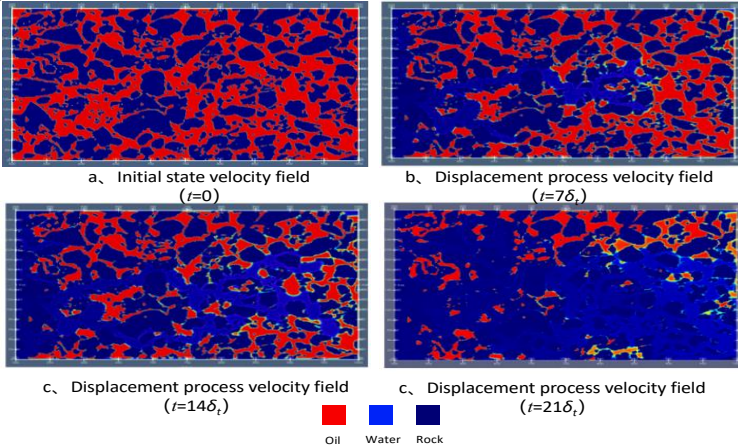 a、 Initial state velocity field
(t=0)
b、 Displacement process velocity field
(t=7δₜ)
c、 Displacement process velocity field
(t=14δₜ)
c、 Displacement process velocity field
(t=21δₜ)
Oil Water Rock